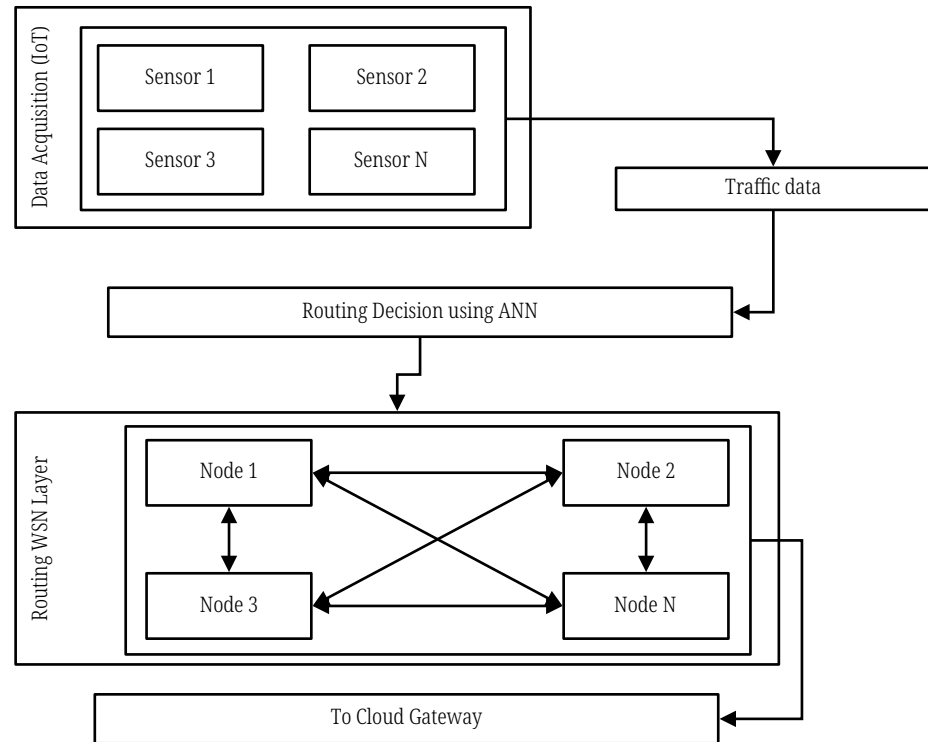 Data Acquisition (IoT)
Sensor 1
Sensor 2
Sensor 3
Sensor N
Traffic data
Routing Decision using ANN
Routing WSN Layer
Node 1
Node 2
Node 3
Node N
To Cloud Gateway